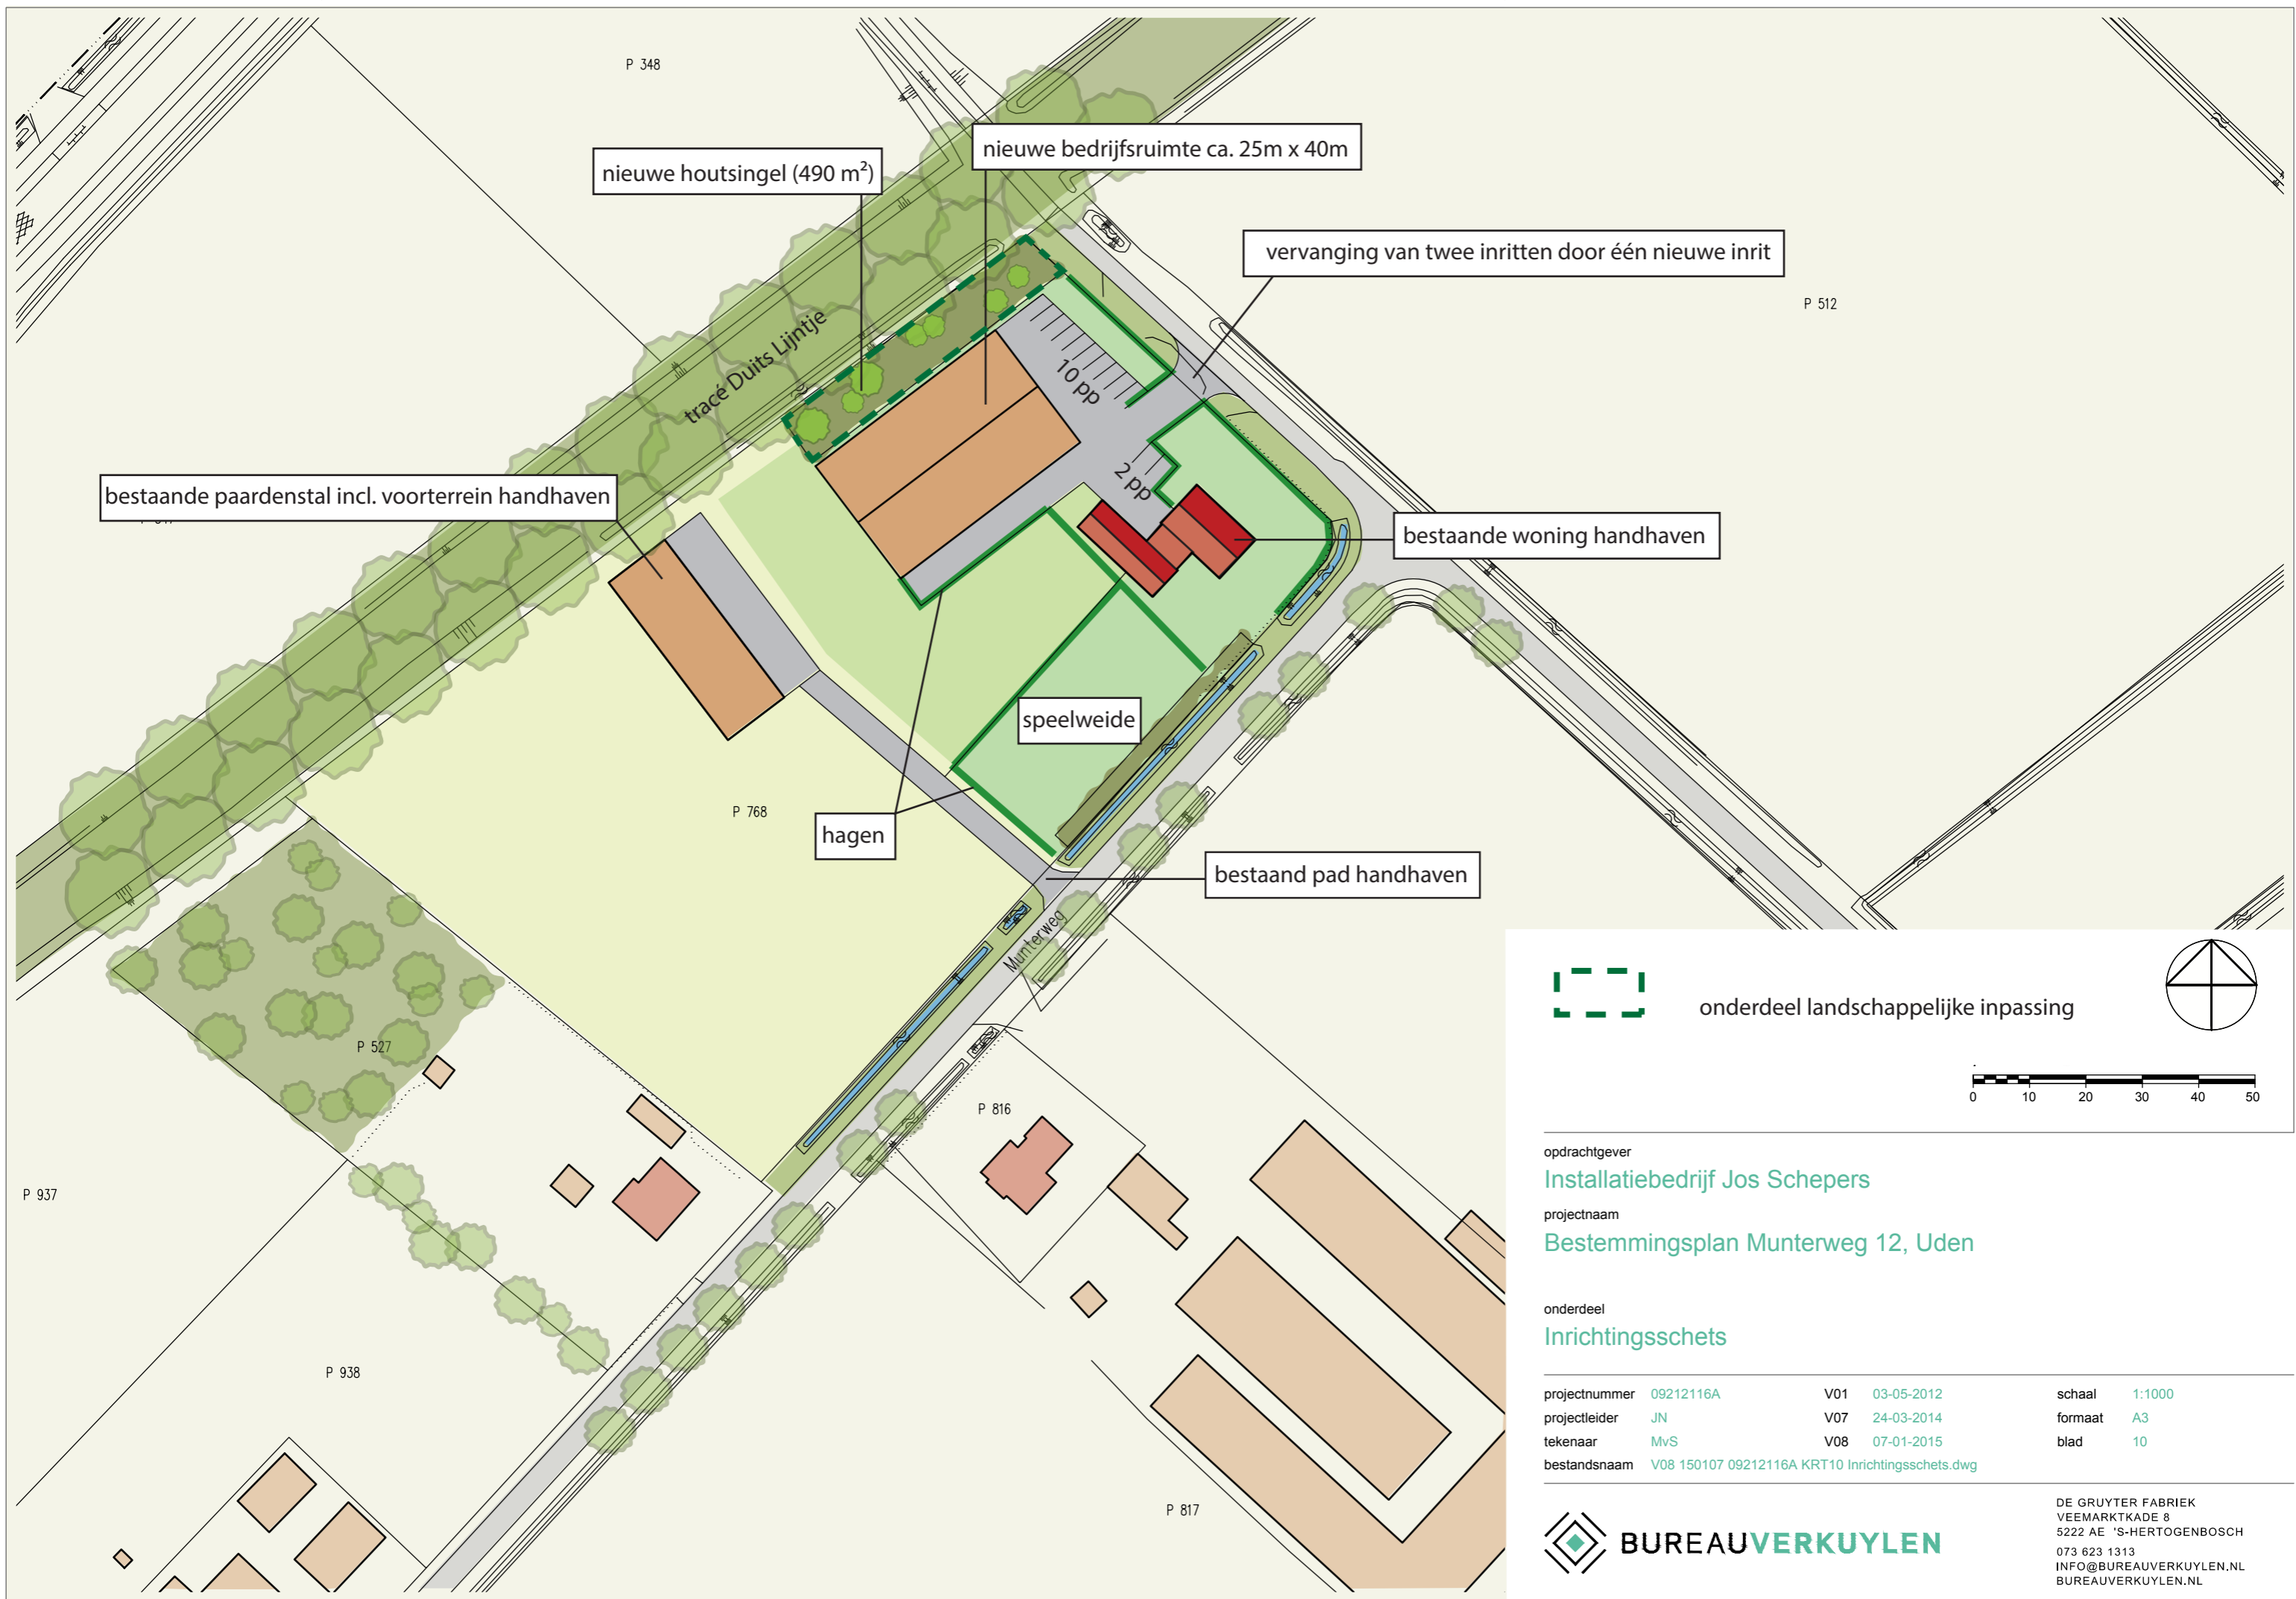 P 348
nieuwe bedrijfsruimte ca. 25m x 40m
nieuwe houtsingel (490 m²)
vervanging van twee inritten door één nieuwe inrit
P 512
tracé Duits Lijntje
10 pp
2 pp
bestaande paardenstal incl. voorterrein handhaven
bestaande woning handhaven
speelweide
P 768
hagen
bestaand pad handhaven
Munterweg
P 527
P 816
P 937
P 938
P 817
onderdeel landschappelijke inpassing
0 10 20 30 40 50
opdrachtgever
Installatiebedrijf Jos Schepers
projectnaam
Bestemmingsplan Munterweg 12, Uden
onderdeel
Inrichtingsschets
projectnummer 09212116A V01 03-05-2012 schaal 1:1000
projectleider JN V07 24-03-2014 formaat A3
tekenaar MvS V08 07-01-2015 blad 10
bestandsnaam V08 150107 09212116A KRT10 Inrichtingsschets.dwg
BUREAUVERKUYLEN
DE GRUYTER FABRIEK
VEEMARKTKADE 8
5222 AE 'S-HERTOGENBOSCH
073 623 1313
INFO@BUREAUVERKUYLEN.NL
BUREAUVERKUYLEN.NL